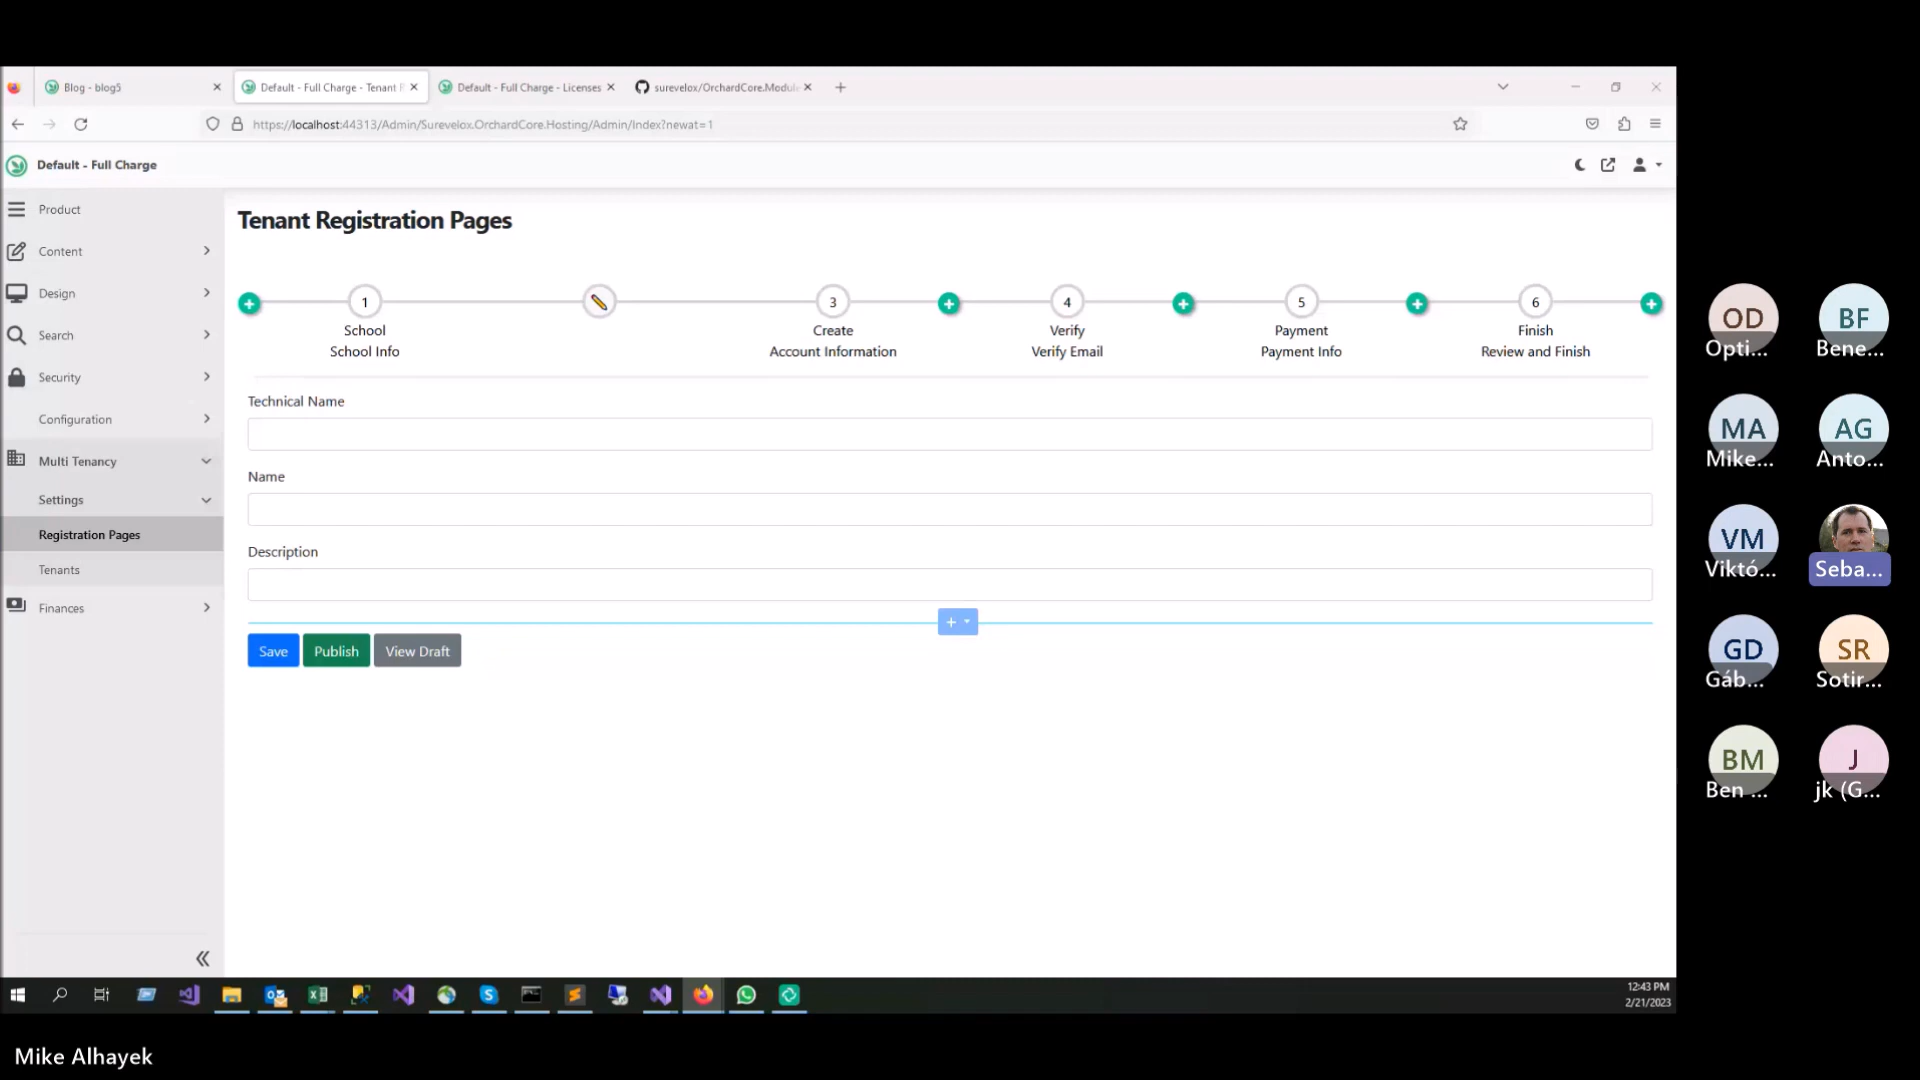 Blog - blog5
Default - Full Charge - Tenant
Default - Full Charge - Licenses
surevelox/OrchardCore.Module
https://localhost:44313/Admin/Surevelox.OrchardCore.Hosting/Admin/Index?newat=1
Default - Full Charge
Product
Content
Design
Search
Security
Configuration
Multi Tenancy
Settings
Registration Pages
Tenants
Finances
Tenant Registration Pages
1
3
4
5
6
School
Create
Verify
Payment
Finish
School Info
Account Information
Verify Email
Payment Info
Review and Finish
Technical Name
Name
Description
Save
Publish
View Draft
OD
Opti...
BF
Bene...
MA
Mike...
AG
Anto...
VM
Viktó...
Seba...
GD
Gáb...
SR
Sotir...
BM
Ben ...
J
jk (G...
12:43 PM
2/21/2023
Mike Alhayek